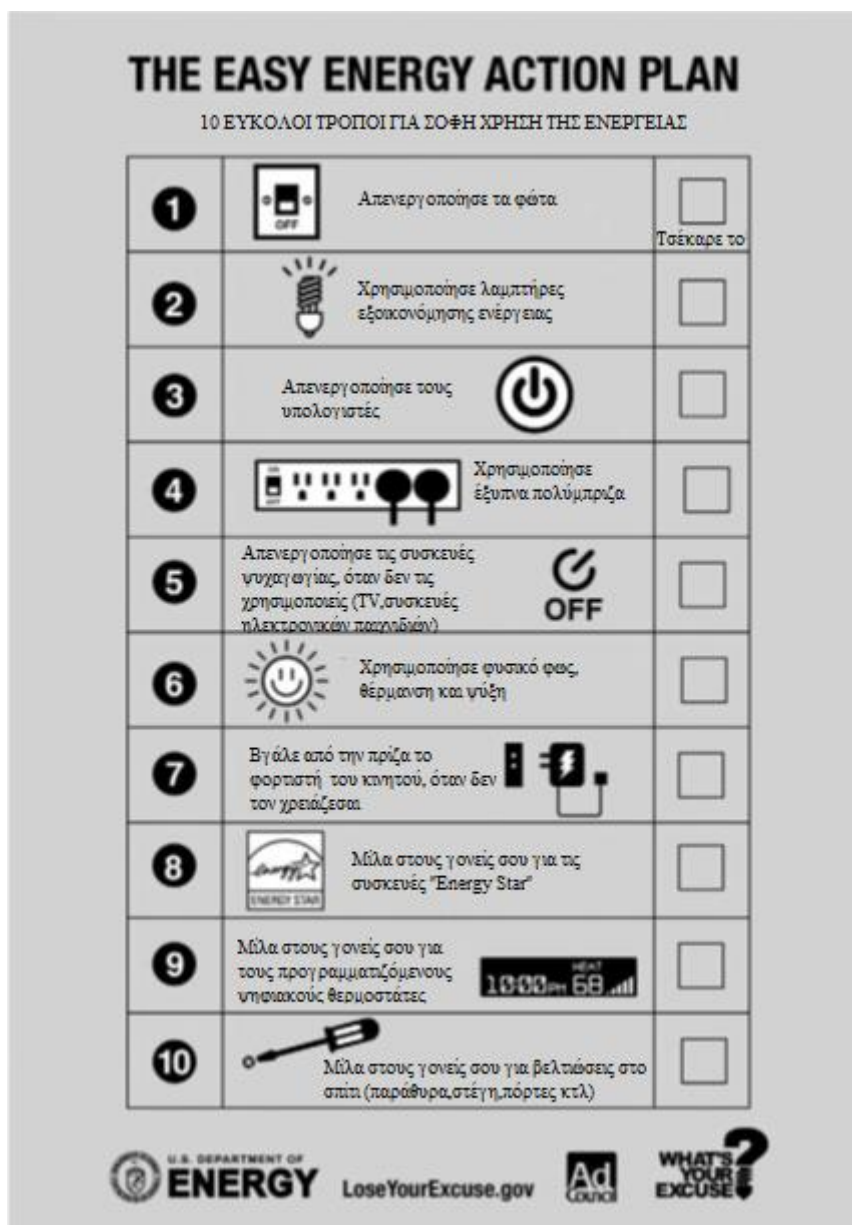 THE EASY ENERGY ACTION PLAN
10 ΕΥΚΟΛΟΙ ΤΡΟΠΟΙ ΓΙΑ ΣΟΦΗ ΧΡΗΣΗ ΤΗΣ ΕΝΕΡΓΕΙΑΣ
1
OFF
Απενεργοποίησε τα φώτα
Τσέκαρε το
2
Χρησιμοποίησε λαμπτήρες
εξοικονόμησης ενέργειας
3
Απενεργοποίησε τους
υπολογιστές
4
ON
OFF
Χρησιμοποίησε
έξυπνα πολύμπριζα
5
Απενεργοποίησε τις συσκευές
ψυχαγωγίας, όταν δεν τις
χρησιμοποιείς (TV,συσκευές
ηλεκτρονικών παιχνιδιών)
OFF
6
Χρησιμοποίησε φυσικό φως,
θέρμανση και ψύξη
7
Βγάλε από την πρίζα το
φορτιστή του κινητού, όταν δεν
τον χρειάζεσαι
8
energy
ENERGY STAR
Μίλα στους γονείς σου για τις
συσκευές "Energy Star"
9
Μίλα στους γονείς σου για
τους προγραμματιζόμενους
ψηφιακούς θερμοστάτες
HEAT
10:00PM 68
10
Μίλα στους γονείς σου για βελτιώσεις στο
σπίτι (παράθυρα,στέγη,πόρτες κτλ)
U.S. DEPARTMENT OF
ENERGY
LoseYourExcuse.gov
Ad
Council
WHAT'S
YOUR
EXCUSE?